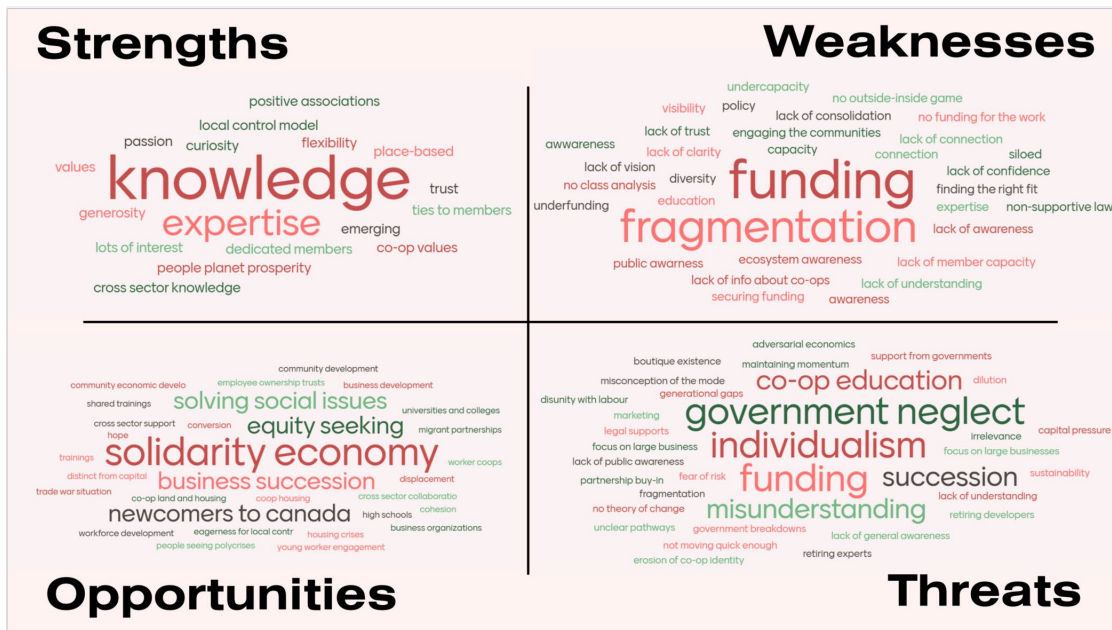 Strengths
positive associations
local control model
passion
curiosity
flexibility
place-based
values
knowledge
trust
generosity
expertise
ties to members
emerging
lots of interest
dedicated members
co-op values
people planet prosperity
cross sector knowledge
Weaknesses
undercapacity
no outside-inside game
visibility
policy
lack of consolidation
no funding for the work
lack of trust
engaging the communities
lack of connection
awwareness
lack of clarity
capacity
connection
siloed
lack of vision
funding
lack of confidence
no class analysis
diversity
finding the right fit
underfunding
education
expertise
non-supportive law
fragmentation
lack of awareness
public awarness
ecosystem awareness
lack of member capacity
lack of info about co-ops
lack of understanding
securing funding
awareness
community development
community economic develo
employee ownership trusts
business development
shared trainings
solving social issues
universities and colleges
cross sector support
conversion
equity seeking
migrant partnerships
hope
solidarity economy
trainings
worker coops
distinct from capital
business succession
displacement
trade war situation
co-op land and housing
coop housing
cross sector collaboratio
newcomers to canada
high schools
cohesion
workforce development
eagerness for local contr
housing crises
business organizations
people seeing polycrises
young worker engagement
Opportunities
adversarial economics
boutique existence
maintaining momentum
support from governments
misconception of the mode
co-op education
dilution
generational gaps
disunity with labour
marketing
government neglect
legal supports
capital pressure
irrelevance
focus on large business
individualism
focus on large businesses
lack of public awareness
partnership buy-in
fear of risk
funding
succession
sustainability
fragmentation
lack of understanding
no theory of change
misunderstanding
retiring developers
unclear pathways
government breakdowns
lack of general awareness
not moving quick enough
retiring experts
erosion of co-op identity
Threats